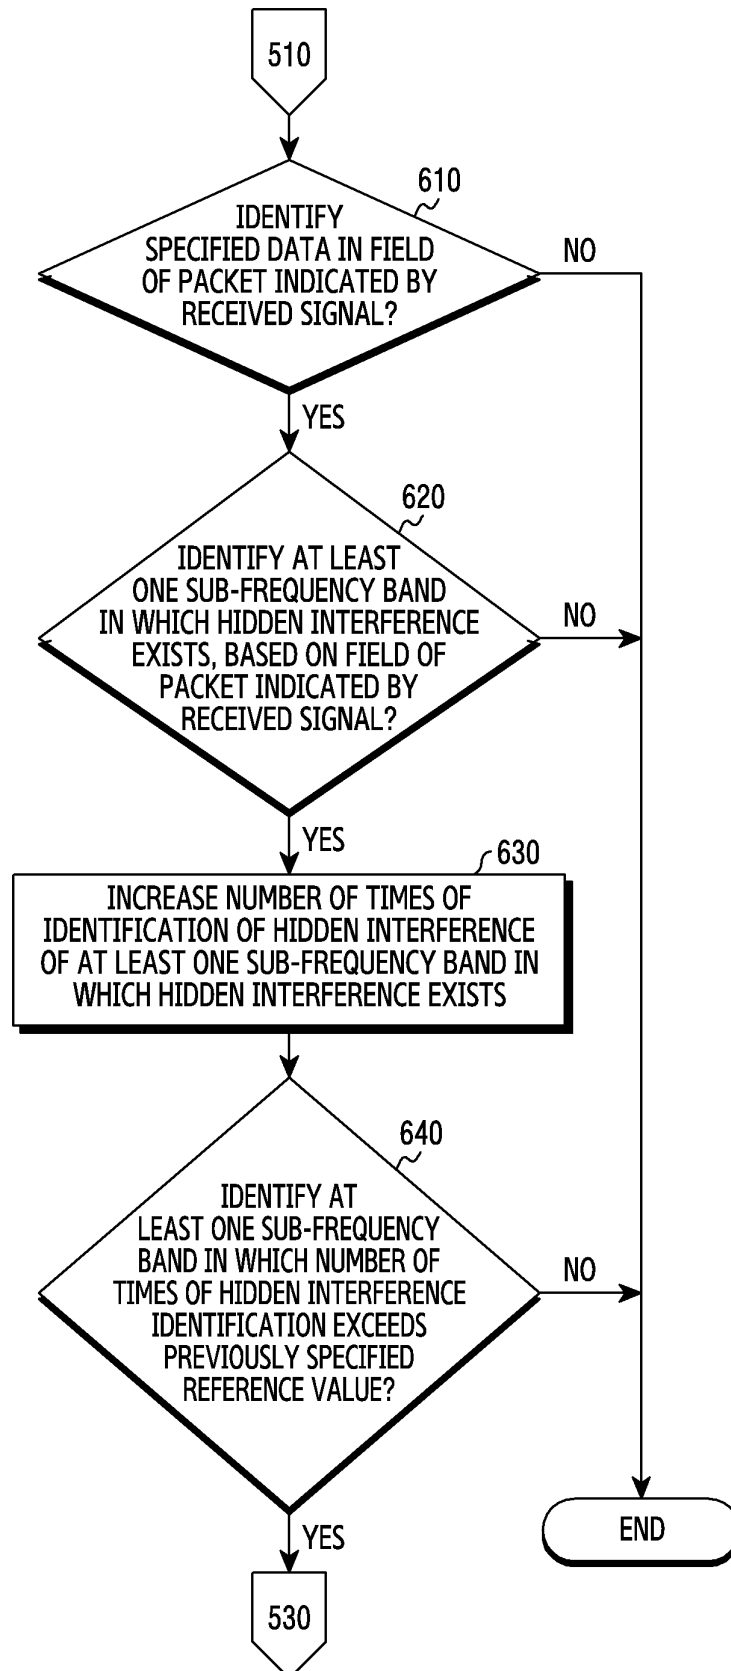 510
610
IDENTIFY
SPECIFIED DATA IN FIELD
OF PACKET INDICATED BY
RECEIVED SIGNAL?
NO
YES
620
IDENTIFY AT LEAST
ONE SUB-FREQUENCY BAND
IN WHICH HIDDEN INTERFERENCE
EXISTS, BASED ON FIELD OF
PACKET INDICATED BY
RECEIVED SIGNAL?
NO
YES
630
INCREASE NUMBER OF TIMES OF
IDENTIFICATION OF HIDDEN INTERFERENCE
OF AT LEAST ONE SUB-FREQUENCY BAND IN
WHICH HIDDEN INTERFERENCE EXISTS
640
IDENTIFY AT
LEAST ONE SUB-FREQUENCY
BAND IN WHICH NUMBER OF
TIMES OF HIDDEN INTERFERENCE
IDENTIFICATION EXCEEDS
PREVIOUSLY SPECIFIED
REFERENCE VALUE?
NO
YES
END
530